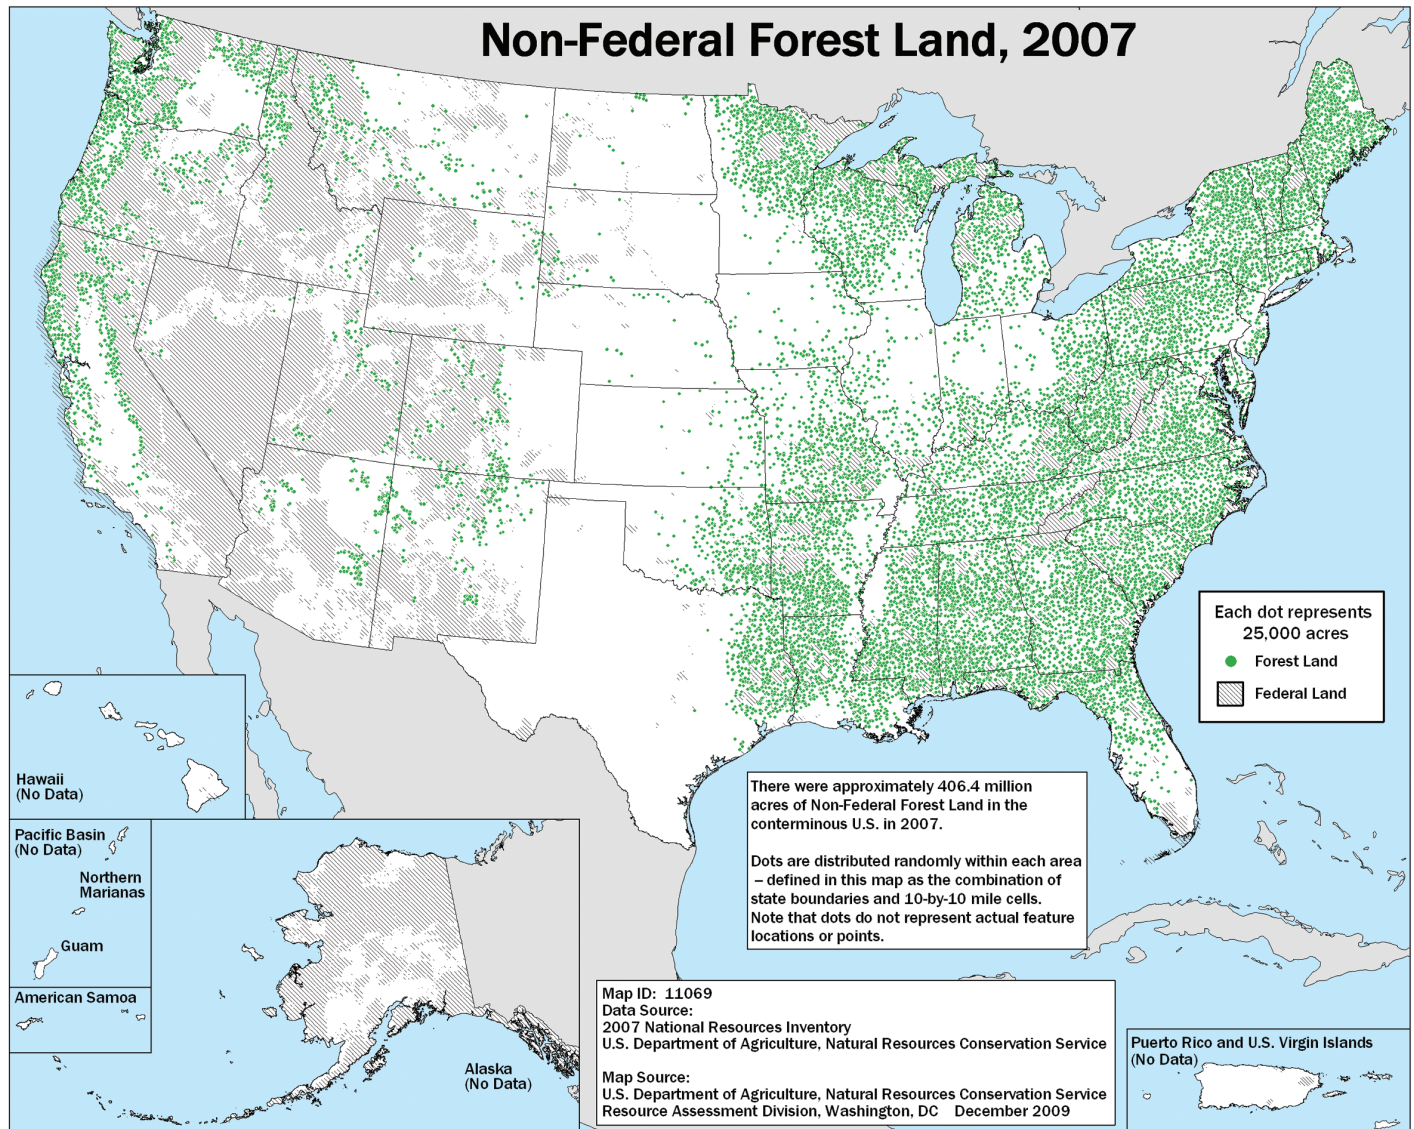 Non-Federal Forest Land, 2007
Each dot represents
25,000 acres
Forest Land
Federal Land
Hawaii
(No Data)
Pacific Basin
(No Data)
Northern
Marianas
Guam
American Samoa
Alaska
(No Data)
There were approximately 406.4 million
acres of Non-Federal Forest Land in the
conterminous U.S. in 2007.
Dots are distributed randomly within each area
– defined in this map as the combination of
state boundaries and 10-by-10 mile cells.
Note that dots do not represent actual feature
locations or points.
Map ID: 11069
Data Source:
2007 National Resources Inventory
U.S. Department of Agriculture, Natural Resources Conservation Service
Map Source:
U.S. Department of Agriculture, Natural Resources Conservation Service
Resource Assessment Division, Washington, DC December 2009
Puerto Rico and U.S. Virgin Islands
(No Data)